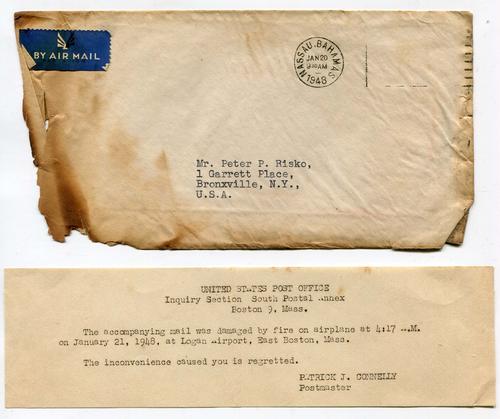 BY AIR MAIL
NASSAU. BAHAMAS
JAN 20
9 30 AM
1948
Mr. Peter P. Risko,
1 Garrett Place,
Bronxville, N.Y.,
U.S.A.
UNITED STATES POST OFFICE
Inquiry Section South Postal Annex
Boston 9, Mass.
The accompanying mail was damaged by fire on airplane at 4:17 A.M.
on January 21, 1948, at Logan Airport, East Boston, Mass.
The inconvenience caused you is regretted.
PATRICK J. CONNELLY
Postmaster